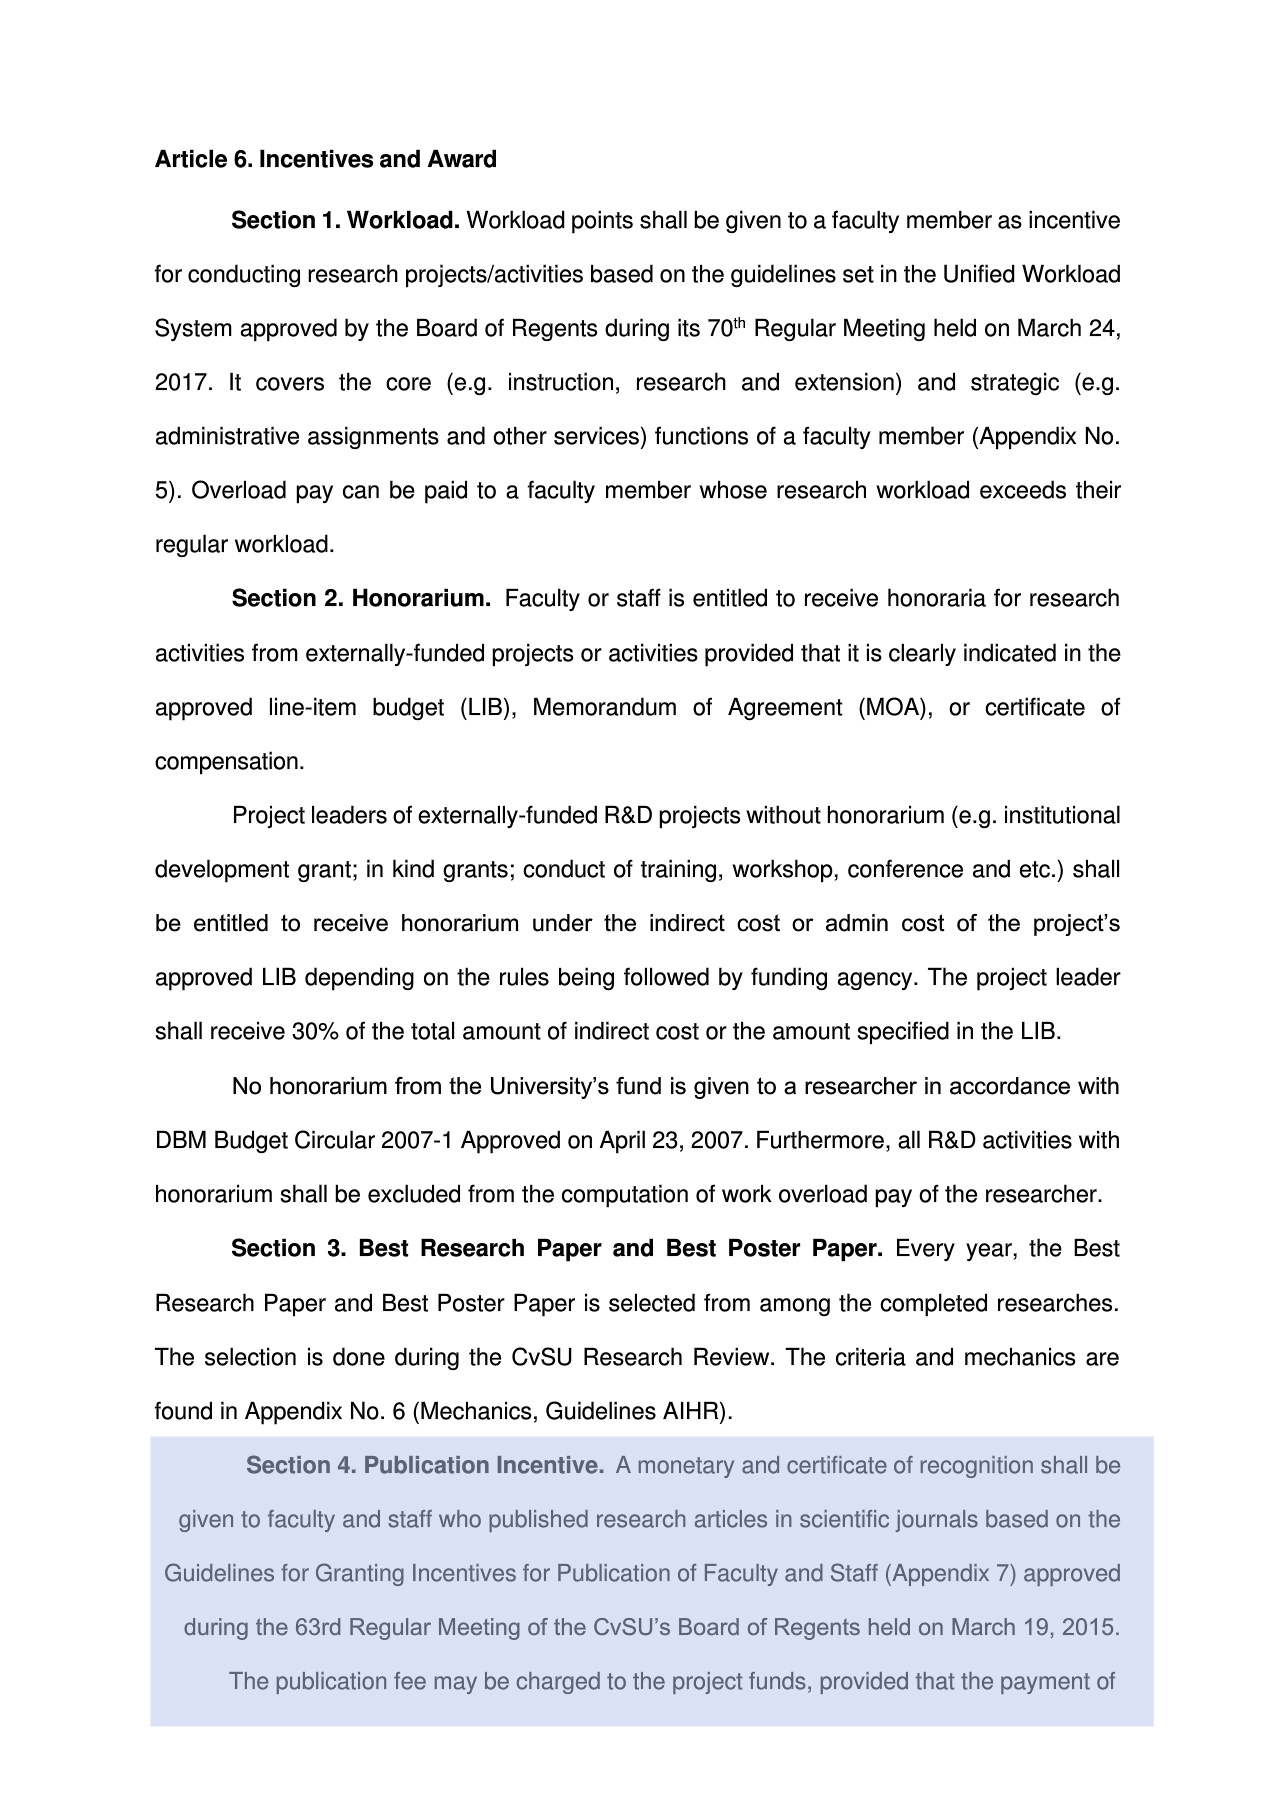 Article 6. Incentives and Award
Section 1. Workload. Workload points shall be given to a faculty member as incentive
for conducting research projects/activities based on the guidelines set in the Unified Workload
System approved by the Board of Regents during its 70th Regular Meeting held on March 24,
2017. It covers the core (e.g. instruction, research and extension) and strategic (e.g.
administrative assignments and other services) functions of a faculty member (Appendix No.
5). Overload pay can be paid to a faculty member whose research workload exceeds their
regular workload.
Section 2. Honorarium. Faculty or staff is entitled to receive honoraria for research
activities from externally-funded projects or activities provided that it is clearly indicated in the
approved line-item budget (LIB), Memorandum of Agreement (MOA), or certificate of
compensation.
Project leaders of externally-funded R&D projects without honorarium (e.g. institutional
development grant; in kind grants; conduct of training, workshop, conference and etc.) shall
be entitled to receive honorarium under the indirect cost or admin cost of the project’s
approved LIB depending on the rules being followed by funding agency. The project leader
shall receive 30% of the total amount of indirect cost or the amount specified in the LIB.
No honorarium from the University’s fund is given to a researcher in accordance with
DBM Budget Circular 2007-1 Approved on April 23, 2007. Furthermore, all R&D activities with
honorarium shall be excluded from the computation of work overload pay of the researcher.
Section 3. Best Research Paper and Best Poster Paper. Every year, the Best
Research Paper and Best Poster Paper is selected from among the completed researches.
The selection is done during the CvSU Research Review. The criteria and mechanics are
found in Appendix No. 6 (Mechanics, Guidelines AIHR).
Section 4. Publication Incentive. A monetary and certificate of recognition shall be
given to faculty and staff who published research articles in scientific journals based on the
Guidelines for Granting Incentives for Publication of Faculty and Staff (Appendix 7) approved
during the 63rd Regular Meeting of the CvSU’s Board of Regents held on March 19, 2015.
The publication fee may be charged to the project funds, provided that the payment of